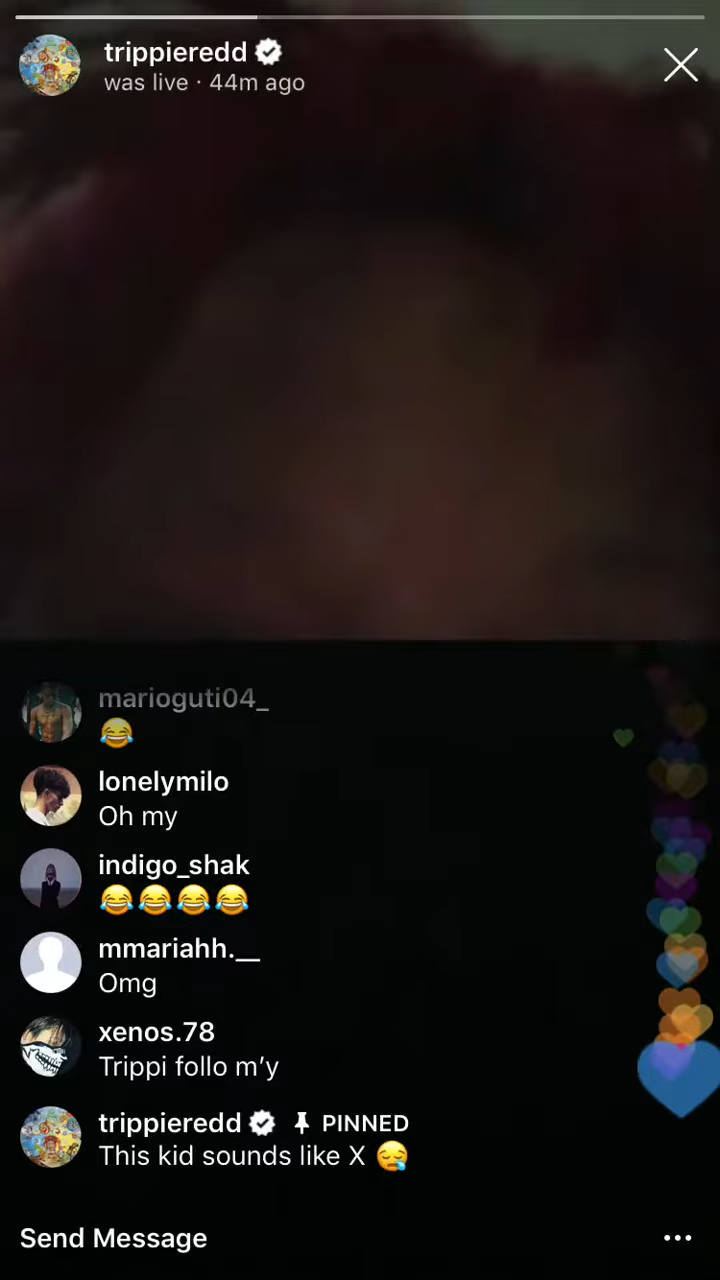 trippieredd
was live · 44m ago
marioguti04_
😂
lonelymilo
Oh my
indigo_shak
😂😂😂😂
mmariahh.__
Omg
xenos.78
Trippi follo m’y
trippieredd PINNED
This kid sounds like X 😪
Send Message